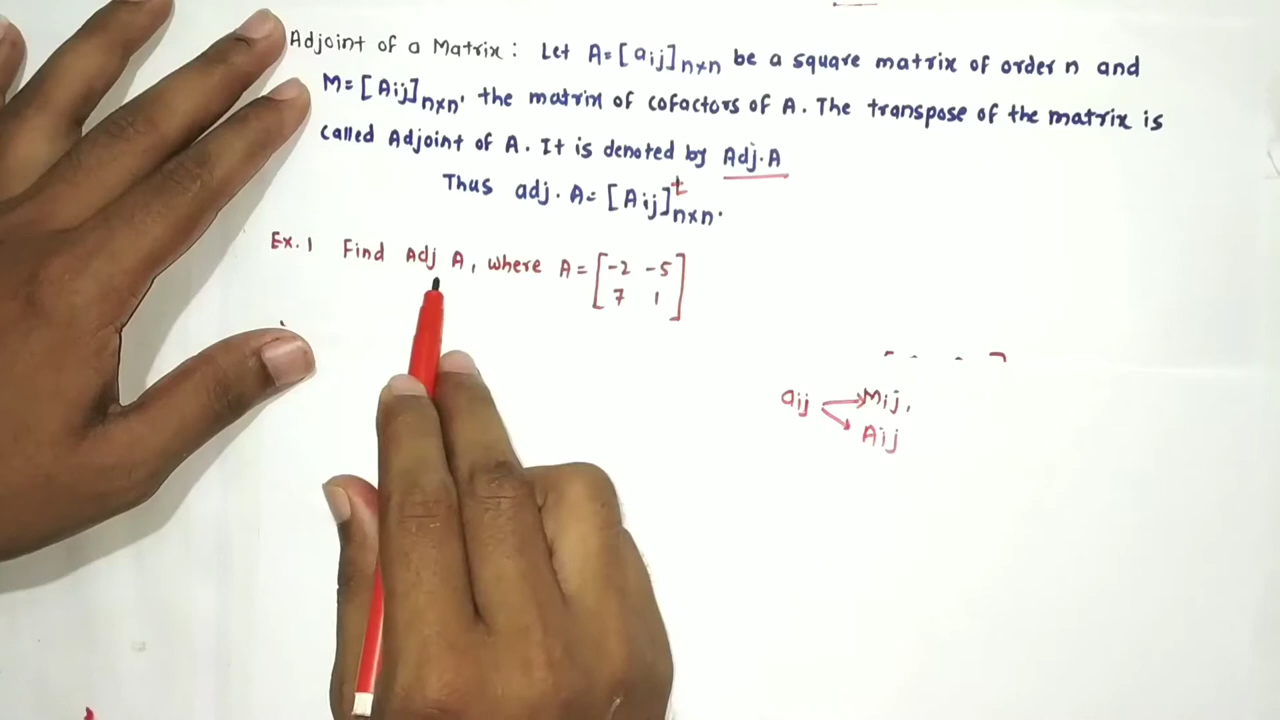 Adjoint of a Matrix : Let A = [aij]n×n be a square matrix of order n and
M = [Aij]n×n, the matrix of cofactors of A. The transpose of the matrix is
called Adjoint of A. It is denoted by Adj. A
Thus adj. A = [Aij]^t n×n.
Ex. 1 Find Adj A, where A = [-2 -5
7 1]
aij → Mij,
→ Aij